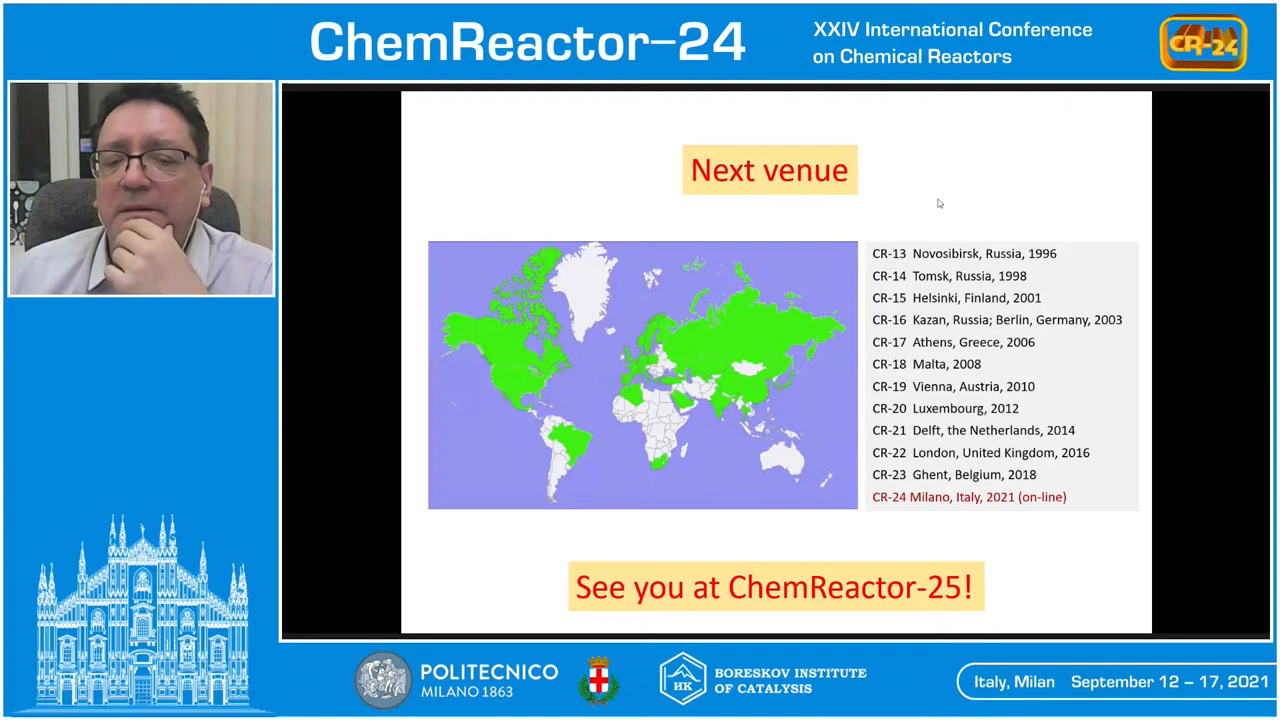 ChemReactor–24
XXIV International Conference
on Chemical Reactors
CR-24
Next venue
CR-13 Novosibirsk, Russia, 1996
CR-14 Tomsk, Russia, 1998
CR-15 Helsinki, Finland, 2001
CR-16 Kazan, Russia; Berlin, Germany, 2003
CR-17 Athens, Greece, 2006
CR-18 Malta, 2008
CR-19 Vienna, Austria, 2010
CR-20 Luxembourg, 2012
CR-21 Delft, the Netherlands, 2014
CR-22 London, United Kingdom, 2016
CR-23 Ghent, Belgium, 2018
CR-24 Milano, Italy, 2021 (on-line)
See you at ChemReactor-25!
POLITECNICO
MILANO 1863
НК
BORESKOV INSTITUTE
OF CATALYSIS
Italy, Milan September 12 – 17, 2021